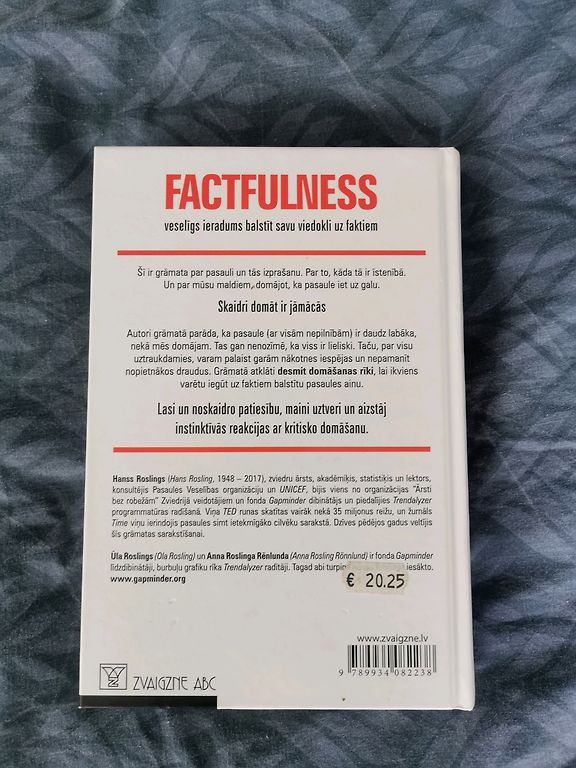 FACTFULNESS
veselīgs ieradums balstīt savu viedokli uz faktiem
Šī ir grāmata par pasauli un tās izprašanu. Par to, kāda tā ir īstenībā.
Un par mūsu maldiem, domājot, ka pasaule iet uz galu.
Skaidri domāt ir jāmācās
Autori grāmatā parāda, ka pasaule (ar visām nepilnībām) ir daudz labāka,
nekā mēs domājam. Tas gan nenozīmē, ka viss ir lieliski. Taču, par visu
uztraukdamies, varam palaist garām nākotnes iespējas un nepamanīt
nopietnākos draudus. Grāmatā atklāti desmit domāšanas rīki, lai ikviens
varētu iegūt uz faktiem balstītu pasaules ainu.
Lasi un noskaidro patiesību, maini uztveri un aizstāj
instinktīvās reakcijas ar kritisko domāšanu.
Hanss Roslings (Hans Rosling, 1948 – 2017), zviedru ārsts, akadēmiķis, statistiķis un lektors,
konsultējis Pasaules Veselības organizāciju un UNICEF, bijis viens no organizācijas "Ārsti
bez robežām" Zviedrijā veidotājiem un fonda Gapminder dibinātājs un piedalījies Trendalyzer
programmatūras radīšanā. Viņa TED runas skatītas vairāk nekā 35 miljonus reižu, un žurnāls
Time viņu ierindojis pasaules simt ietekmīgāko cilvēku sarakstā. Dzīves pēdējos gadus veltījis
šīs grāmatas sarakstīšanai.
Ūla Roslings (Ola Rosling) un Anna Roslinga Rēnlunda (Anna Rosling Rönnlund) ir fonda Gapminder
līdzdibinātāji, burbuļu grafiku rīka Trendalyzer radītāji. Tagad abi turpin iesākto.
www.gapminder.org
€ 20.25
www.zvaigzne.lv
9 789934 082238
ZVAIGZNE ABC